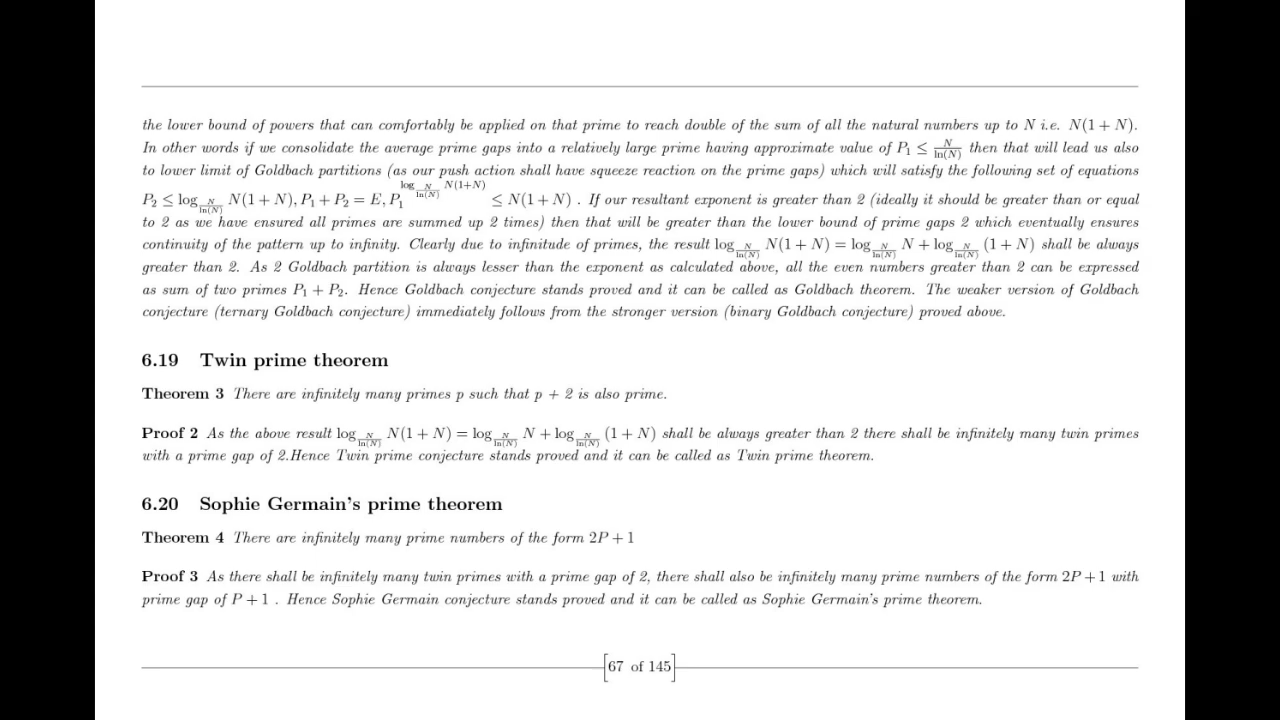 the lower bound of powers that can comfortably be applied on that prime to reach double of the sum of all the natural numbers up to N i.e. N(1 + N).
In other words if we consolidate the average prime gaps into a relatively large prime having approximate value of P₁ ≤ N/ln(N) then that will lead us also
to lower limit of Goldbach partitions (as our push action shall have squeeze reaction on the prime gaps) which will satisfy the following set of equations
P₂ ≤ log_{N/ln(N)} N(1 + N), P₁ + P₂ = E, P₁^{log_{N/ln(N)} N(1+N)} ≤ N(1 + N) . If our resultant exponent is greater than 2 (ideally it should be greater than or equal
to 2 as we have ensured all primes are summed up 2 times) then that will be greater than the lower bound of prime gaps 2 which eventually ensures
continuity of the pattern up to infinity. Clearly due to infinitude of primes, the result log_{N/ln(N)} N(1 + N) = log_{N/ln(N)} N + log_{N/ln(N)} (1 + N) shall be always
greater than 2. As 2 Goldbach partition is always lesser than the exponent as calculated above, all the even numbers greater than 2 can be expressed
as sum of two primes P₁ + P₂. Hence Goldbach conjecture stands proved and it can be called as Goldbach theorem. The weaker version of Goldbach
conjecture (ternary Goldbach conjecture) immediately follows from the stronger version (binary Goldbach conjecture) proved above.
6.19 Twin prime theorem
Theorem 3 There are infinitely many primes p such that p + 2 is also prime.
Proof 2 As the above result log_{N/ln(N)} N(1 + N) = log_{N/ln(N)} N + log_{N/ln(N)} (1 + N) shall be always greater than 2 there shall be infinitely many twin primes
with a prime gap of 2.Hence Twin prime conjecture stands proved and it can be called as Twin prime theorem.
6.20 Sophie Germain's prime theorem
Theorem 4 There are infinitely many prime numbers of the form 2P + 1
Proof 3 As there shall be infinitely many twin primes with a prime gap of 2, there shall also be infinitely many prime numbers of the form 2P + 1 with
prime gap of P + 1 . Hence Sophie Germain conjecture stands proved and it can be called as Sophie Germain's prime theorem.
[67 of 145]